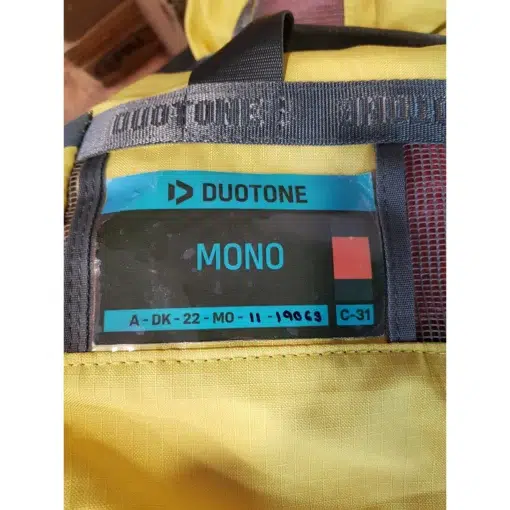 DUOTONE
DUOTONE
MONO
A-DK-22-MO-11-19063 C-31